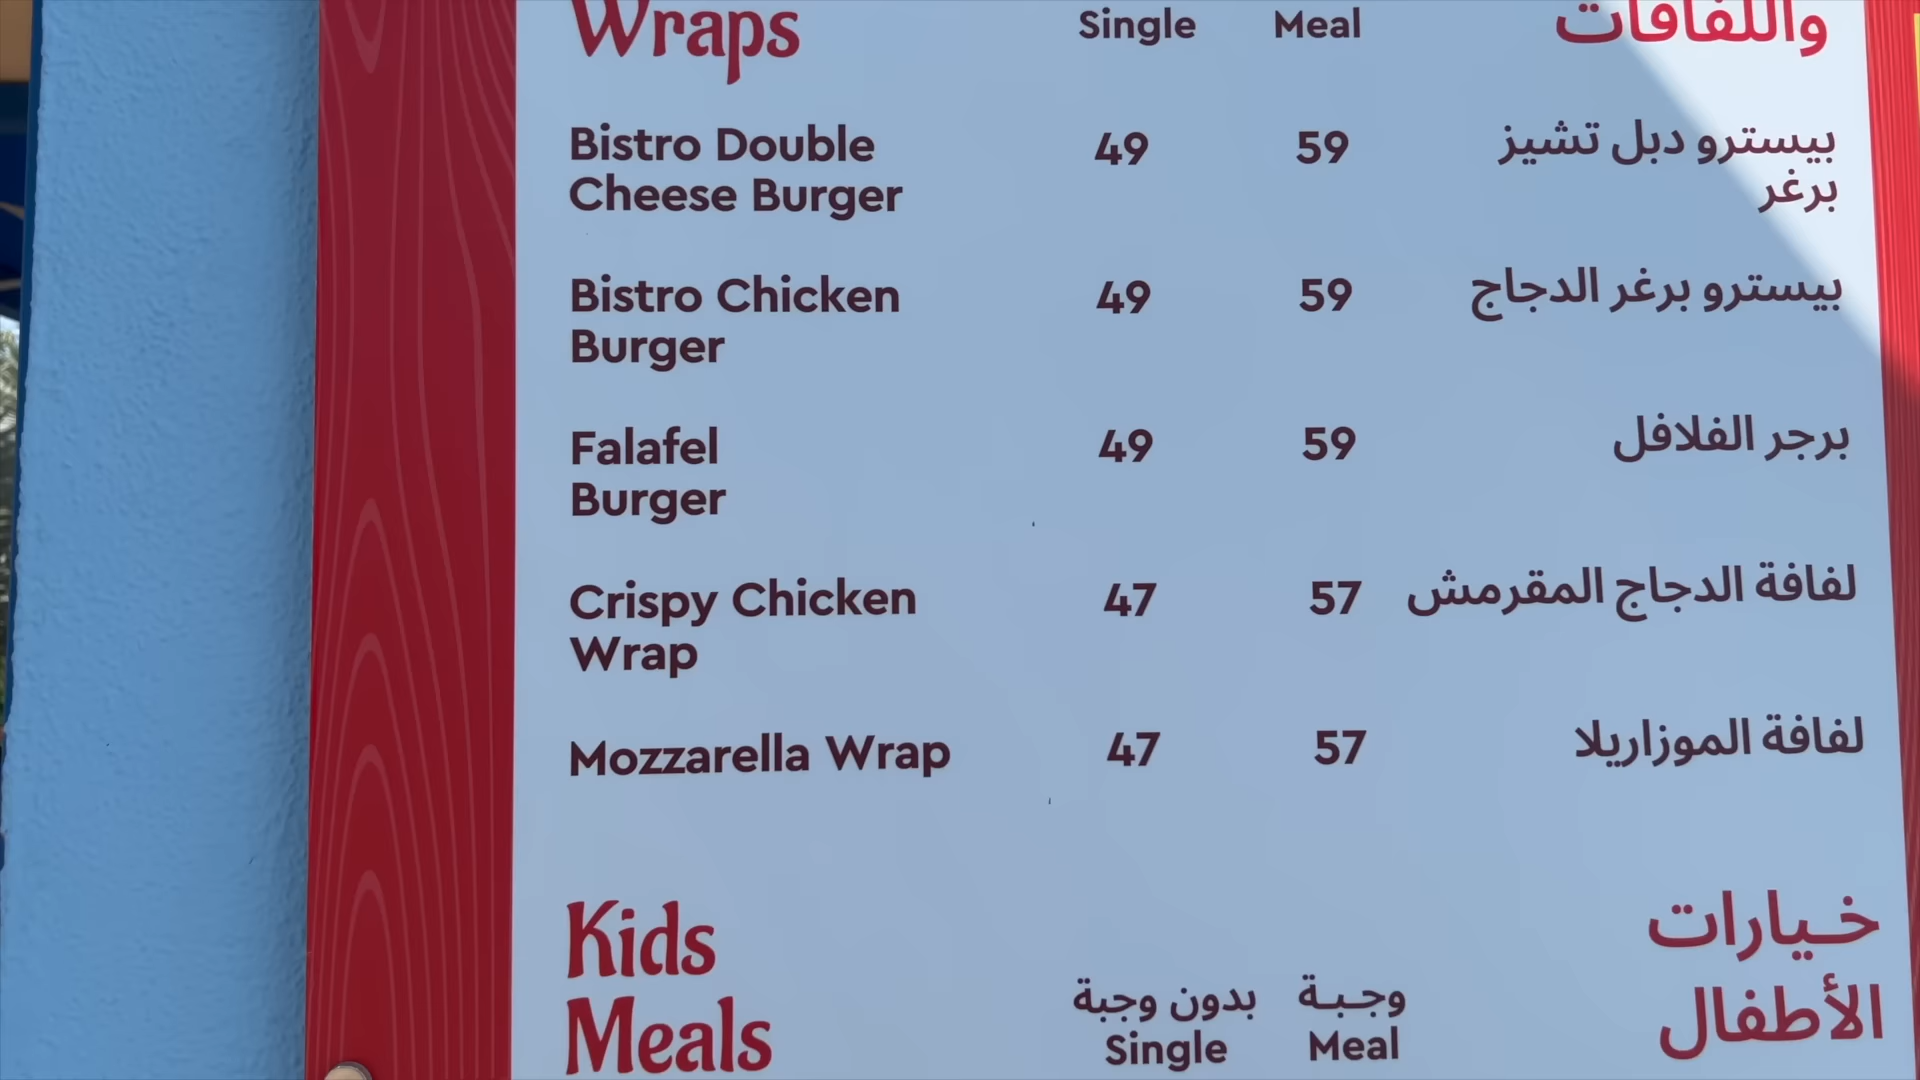 Wraps Single Meal واللفافات
Bistro Double 49 59 بيسترو دبل تشيز
Cheese Burger برغر
Bistro Chicken 49 59 بيسترو برغر الدجاج
Burger
Falafel 49 59 برجر الفلافل
Burger
Crispy Chicken 47 57 لفافة الدجاج المقرمش
Wrap
Mozzarella Wrap 47 57 لفافة الموزاريلا
Kids خيارات
بدون وجبة وجبة
Meals Single Meal الأطفال